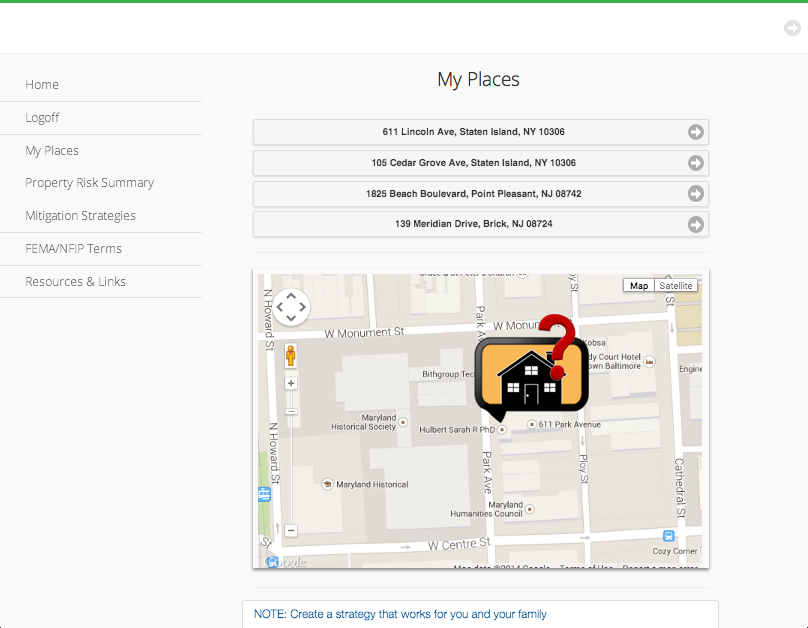 My Places
Home
Logoff
My Places
Property Risk Summary
Mitigation Strategies
FEMA/NFIP Terms
Resources & Links
611 Lincoln Ave, Staten Island, NY 10306
105 Cedar Grove Ave, Staten Island, NY 10306
1825 Beach Boulevard, Point Pleasant, NJ 08742
139 Meridian Drive, Brick, NJ 08724
Map
Satellite
N Howard St
W Monument St
Park Ave
W Monu
?
Kobsa
dy Court Hotel
own Baltimore
Engine
Bithgroup Tec
Maryland
Historical Society
Hulbert Sarah R PhD
611 Park Avenue
N Howard St
Park Ave
Ploy St
Cathedral St
Maryland Historical
Maryland
Humanities Council
W Centre St
Cozy Corner
Google
Map data ©2014 Google
Terms of Use
Report a map error
NOTE: Create a strategy that works for you and your family